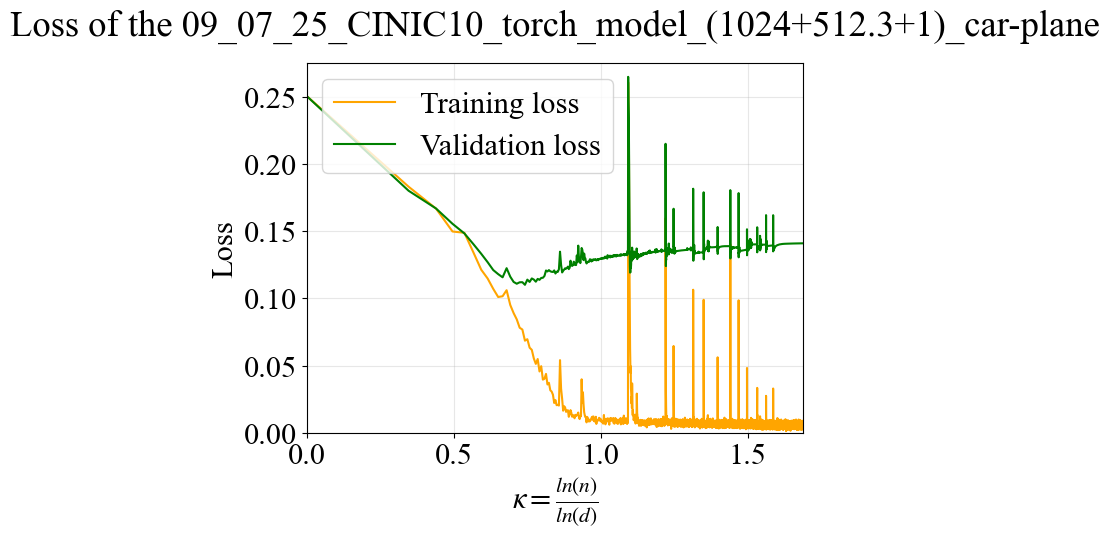 Loss of the 09_07_25_CINIC10_torch_model_(1024+512.3+1)_car-plane
Training loss
Validation loss
Loss
0.25
0.20
0.15
0.10
0.05
0.00
0.0 0.5 1.0 1.5
κ = ln(n) / ln(d)